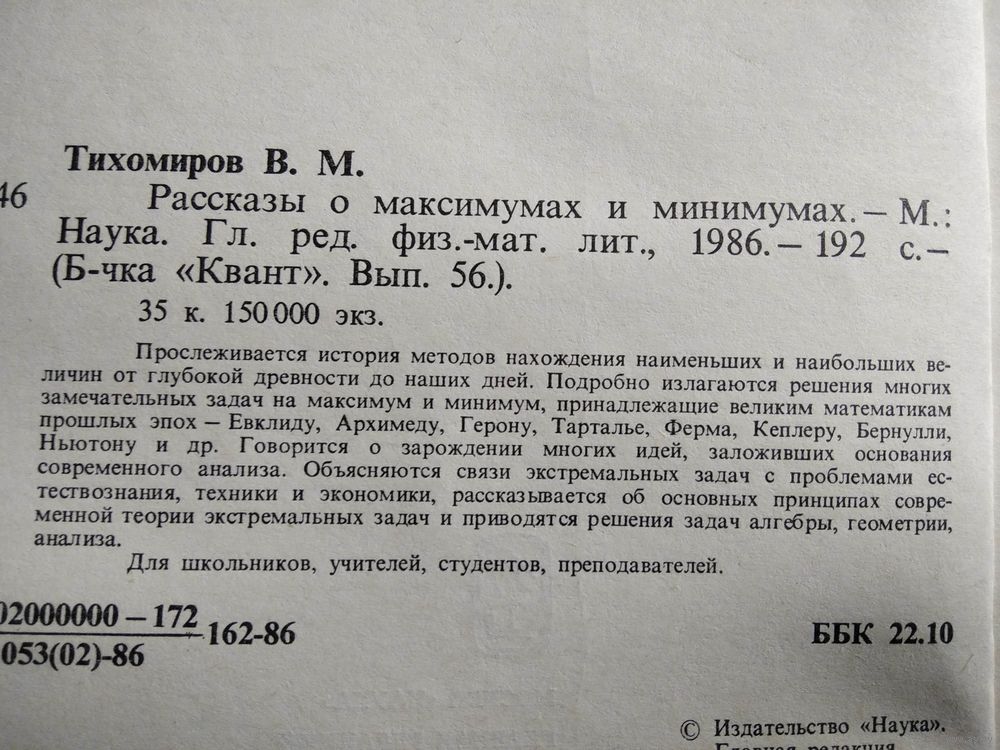 Тихомиров В. М.
46
Рассказы о максимумах и минимумах.— М.:
Наука. Гл. ред. физ.-мат. лит., 1986.— 192 с.—
(Б-чка «Квант». Вып. 56.).
35 к. 150 000 экз.
Прослеживается история методов нахождения наименьших и наибольших ве-
личин от глубокой древности до наших дней. Подробно излагаются решения многих
замечательных задач на максимум и минимум, принадлежащие великим математикам
прошлых эпох — Евклиду, Архимеду, Герону, Тарталье, Ферма, Кеплеру, Бернулли,
Ньютону и др. Говорится о зарождении многих идей, заложивших основания
современного анализа. Объясняются связи экстремальных задач с проблемами ес-
тествознания, техники и экономики, рассказывается об основных принципах совре-
менной теории экстремальных задач и приводятся решения задач алгебры, геометрии,
анализа.
Для школьников, учителей, студентов, преподавателей.
02000000 — 172
053(02)-86
162-86
ББК 22.10
© Издательство «Наука».
Главная редакция